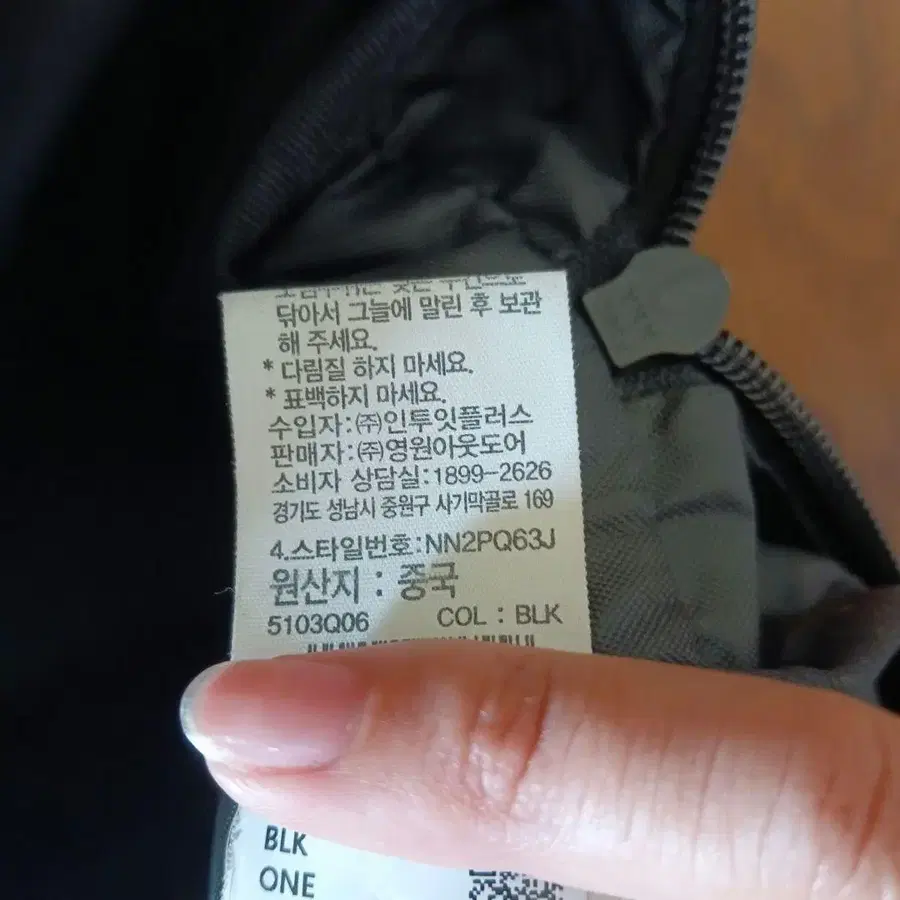 닦아서 그늘에 말린 후 보관
해 주세요.
* 다림질 하지 마세요.
* 표백하지 마세요.
수입자:㈜인투잇플러스
판매자:㈜영원아웃도어
소비자 상담실:1899-2626
경기도 성남시 중원구 사기막골로 169
4.스타일번호:NN2PQ63J
원산지 : 중국
5103Q06 COL : BLK
BLK
ONE